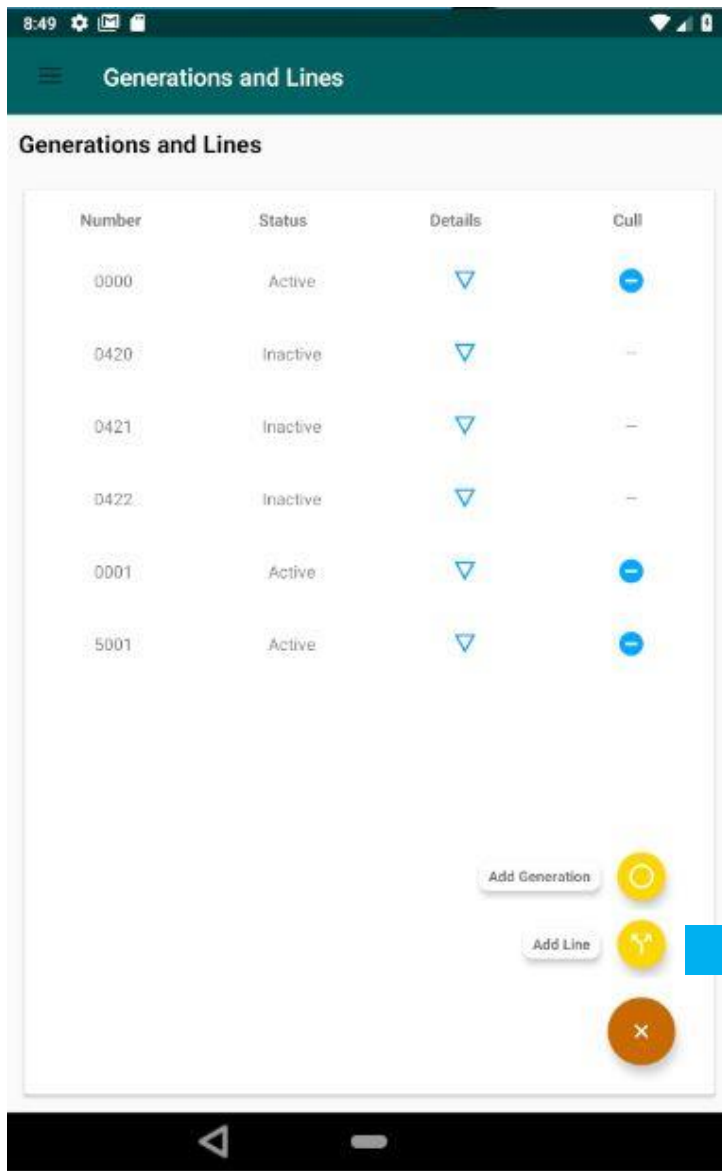 8:49
Generations and Lines
Generations and Lines
Number Status Details Cull
0000 Active
0420 Inactive --
0421 Inactive --
0422 Inactive --
0001 Active
5001 Active
Add Generation
Add Line